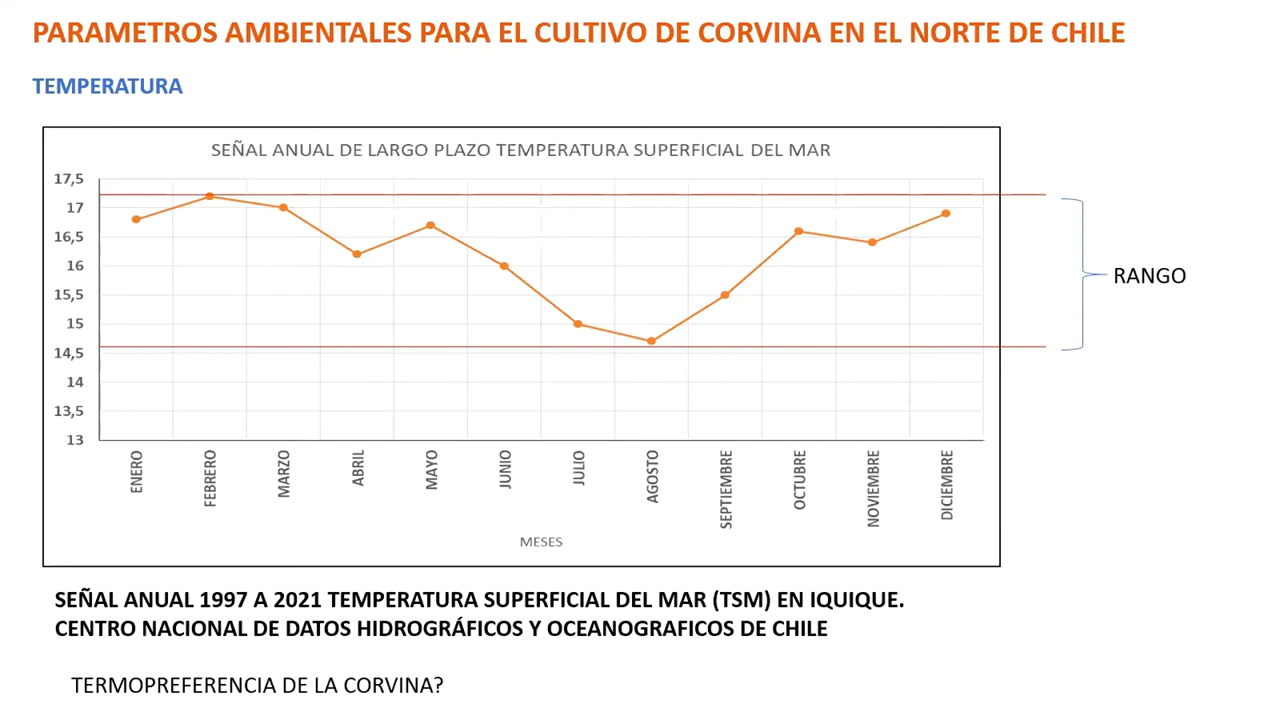 PARAMETROS AMBIENTALES PARA EL CULTIVO DE CORVINA EN EL NORTE DE CHILE
TEMPERATURA
SEÑAL ANUAL DE LARGO PLAZO TEMPERATURA SUPERFICIAL DEL MAR
17,5
17
16,5
16
15,5
15
14,5
14
13,5
13
RANGO
ENERO
FEBRERO
MARZO
ABRIL
MAYO
JUNIO
JULIO
AGOSTO
SEPTIEMBRE
OCTUBRE
NOVIEMBRE
DICIEMBRE
MESES
SEÑAL ANUAL 1997 A 2021 TEMPERATURA SUPERFICIAL DEL MAR (TSM) EN IQUIQUE.
CENTRO NACIONAL DE DATOS HIDROGRÁFICOS Y OCEANOGRAFICOS DE CHILE
TERMOPREFERENCIA DE LA CORVINA?